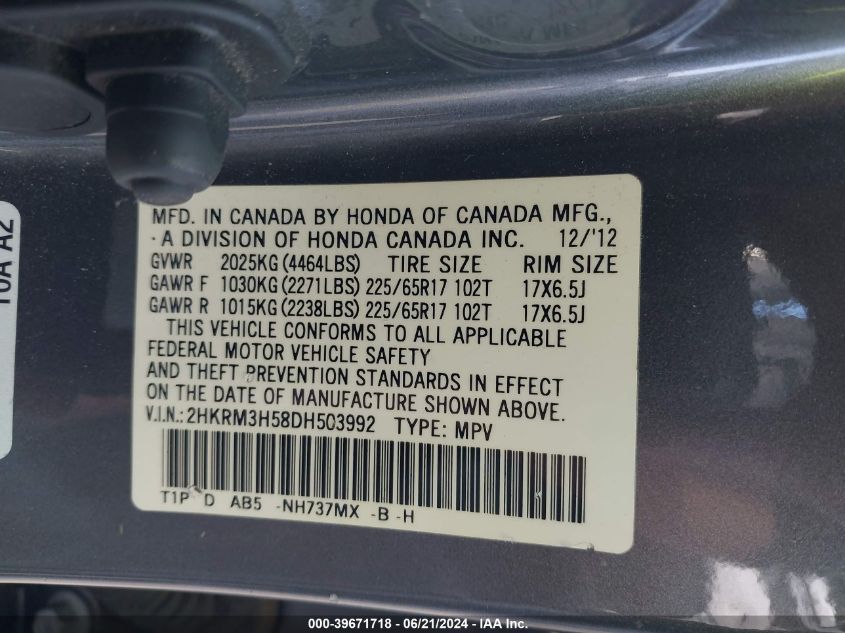 MFD. IN CANADA BY HONDA OF CANADA MFG.,
A DIVISION OF HONDA CANADA INC. 12/'12
GVWR 2025KG(4464LBS) TIRE SIZE RIM SIZE
GAWR F 1030KG(2271LBS) 225/65R17 102T 17X6.5J
GAWR R 1015KG(2238LBS) 225/65R17 102T 17X6.5J
THIS VEHICLE CONFORMS TO ALL APPLICABLE
FEDERAL MOTOR VEHICLE SAFETY
AND THEFT PREVENTION STANDARDS IN EFFECT
ON THE DATE OF MANUFACTURE SHOWN ABOVE.
V.I.N.: 2HKRM3H58DH503992 TYPE: MPV
T1P D AB5 -NH737MX -B -H
10A A2
000-39671718 - 06/21/2024 - IAA Inc.